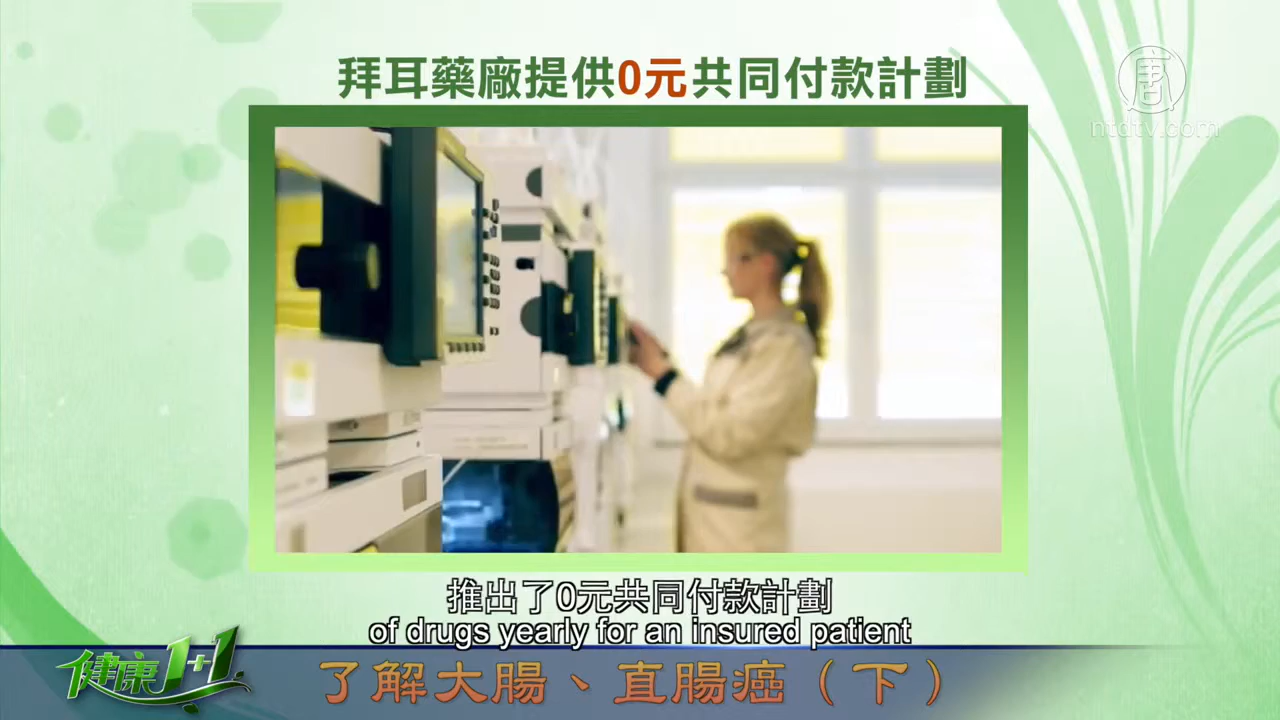 拜耳藥廠提供0元共同付款計劃
唐
ntdtv.com
推出了0元共同付款計劃
of drugs yearly for an insured patient
健康1+1
了解大腸、直腸癌（下）